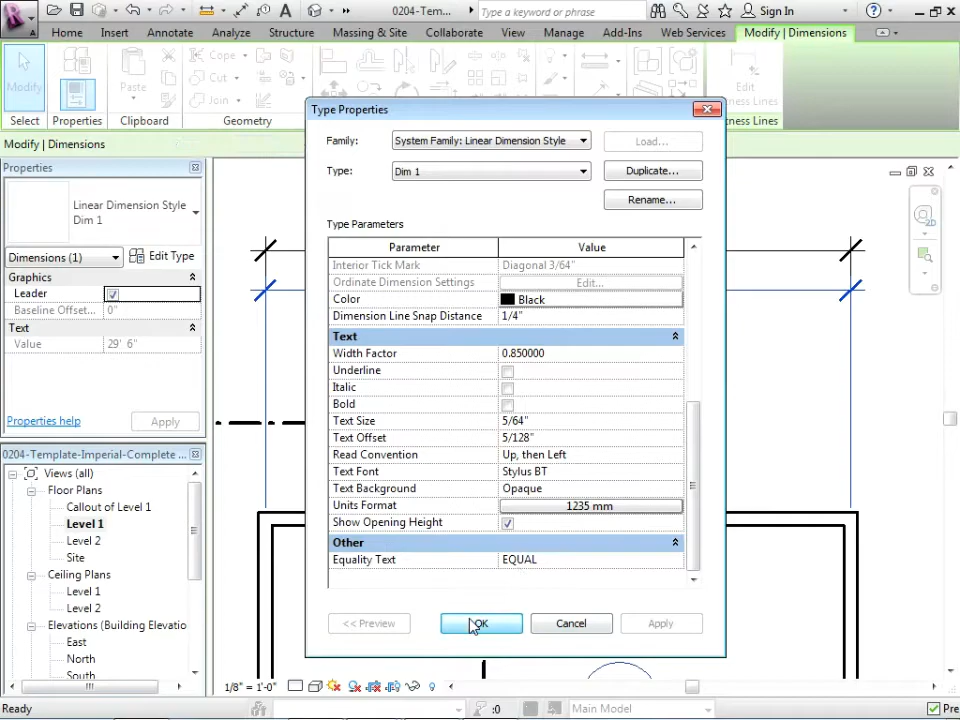 0204-Tem...
Type a keyword or phrase
Sign In
Home Insert Annotate Analyze Structure Massing & Site Collaborate View Manage Add-Ins Web Services Modify | Dimensions
Modify
Paste
Cope
Cut
Join
Edit
ness Lines
Select Properties Clipboard Geometry ness Lines
Modify | Dimensions
Properties
Linear Dimension Style
Dim 1
Dimensions (1) Edit Type
Graphics
Leader
Baseline Offset... 0"
Text
Value 29' 6"
Properties help Apply
0204-Template-Imperial-Complete ...
Views (all)
Floor Plans
Callout of Level 1
Level 1
Level 2
Site
Ceiling Plans
Level 1
Level 2
Elevations (Building Elevatio
East
North
South
Type Properties
Family: System Family: Linear Dimension Style Load...
Type: Dim 1 Duplicate...
Rename...
Type Parameters
Parameter Value
Interior Tick Mark Diagonal 3/64"
Ordinate Dimension Settings Edit...
Color Black
Dimension Line Snap Distance 1/4"
Text
Width Factor 0.850000
Underline
Italic
Bold
Text Size 5/64"
Text Offset 5/128"
Read Convention Up, then Left
Text Font Stylus BT
Text Background Opaque
Units Format 1235 mm
Show Opening Height
Other
Equality Text EQUAL
<< Preview OK Cancel Apply
2D
1/8" = 1'-0"
Ready :0 Main Model Pre